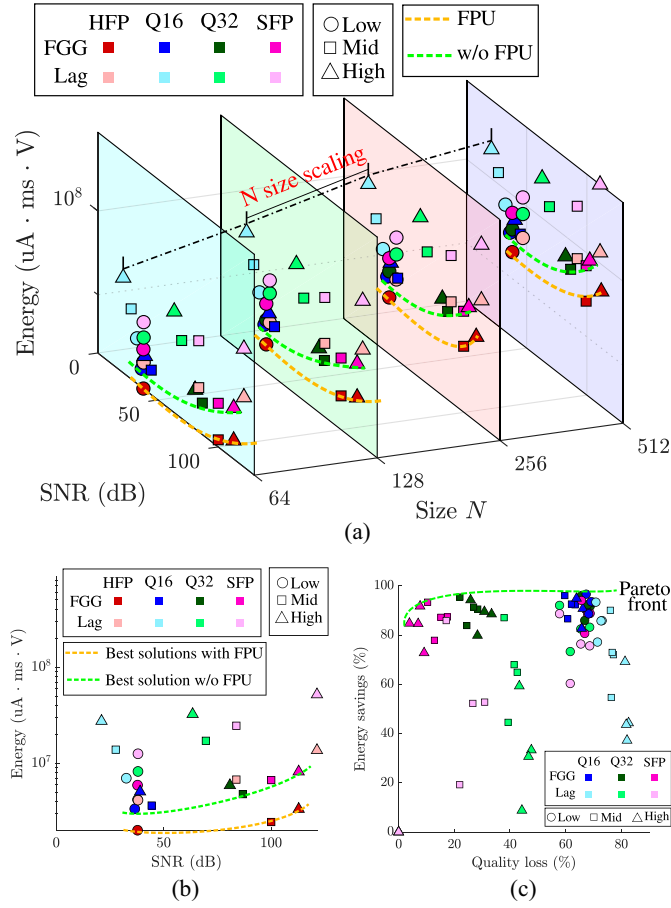 HFP Q16 Q32 SFP
FGG
Lag
Low
Mid
High
FPU
w/o FPU
Energy (uA · ms · V)
10^8
N size scaling
0
50
100
SNR (dB)
64
128
256
512
Size N
(a)
HFP Q16 Q32 SFP
FGG
Lag
Low
Mid
High
Best solutions with FPU
Best solution w/o FPU
Energy (uA · ms · V)
10^8
10^7
0
50
100
SNR (dB)
(b)
Pareto
front
Energy savings (%)
100
80
60
40
20
0
Q16 Q32 SFP
FGG
Lag
Low Mid High
0 20 40 60 80
Quality loss (%)
(c)